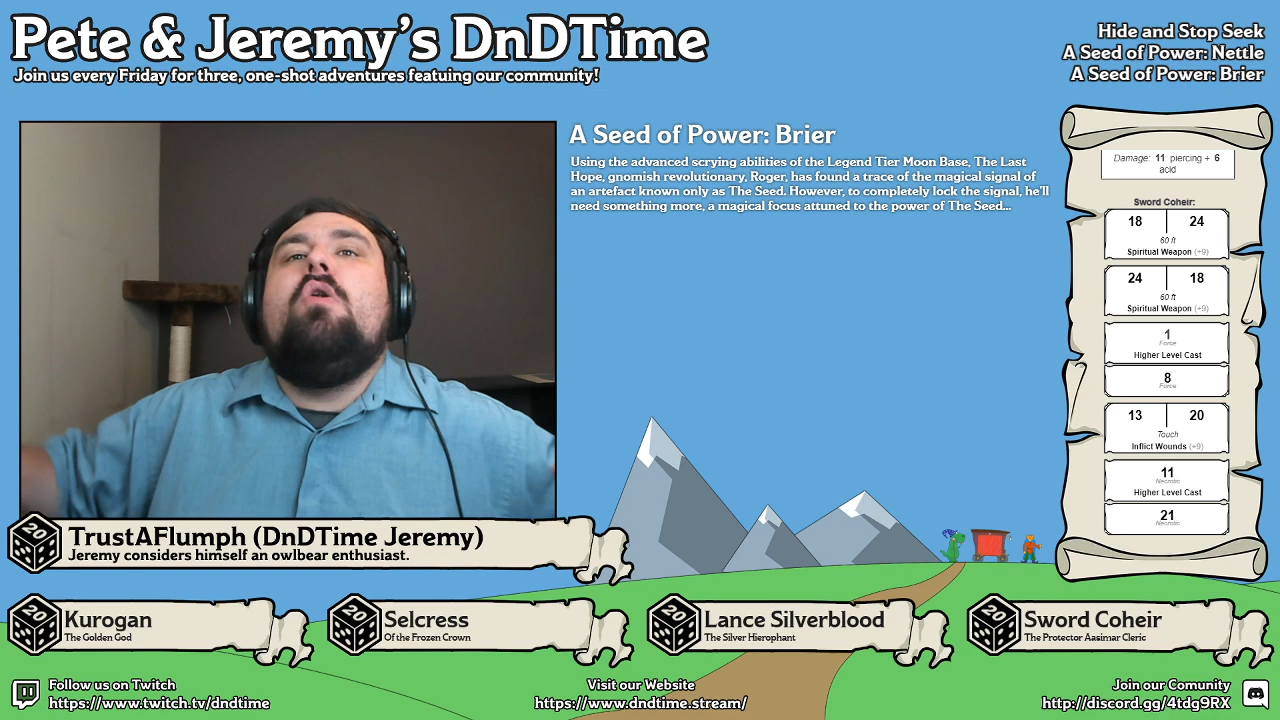 Pete & Jeremy's DnDTime
Join us every Friday for three, one-shot adventures featuing our community!
Hide and Stop Seek
A Seed of Power: Nettle
A Seed of Power: Brier
A Seed of Power: Brier
Using the advanced scrying abilities of the Legend Tier Moon Base, The Last
Hope, gnomish revolutionary, Roger, has found a trace of the magical signal of
an artefact known only as The Seed. However, to completely lock the signal, he'll
need something more, a magical focus attuned to the power of The Seed...
Damage: 11 piercing + 6
acid
Sword Coheir:
18 24
60 ft
Spiritual Weapon (+9)
24 18
60 ft
Spiritual Weapon (+9)
1
Force
Higher Level Cast
8
Force
13 20
Touch
Inflict Wounds (+9)
11
Necrotic
Higher Level Cast
21
Necrotic
20
TrustAFlumph (DnDTime Jeremy)
Jeremy considers himself an owlbear enthusiast.
20
Kurogan
The Golden God
20
Selcress
Of the Frozen Crown
20
Lance Silverblood
The Silver Hierophant
20
Sword Coheir
The Protector Aasimar Cleric
Follow us on Twitch
https://www.twitch.tv/dndtime
Visit our Website
https://www.dndtime.stream/
Join our Comunity
http://discord.gg/4tdg9RX